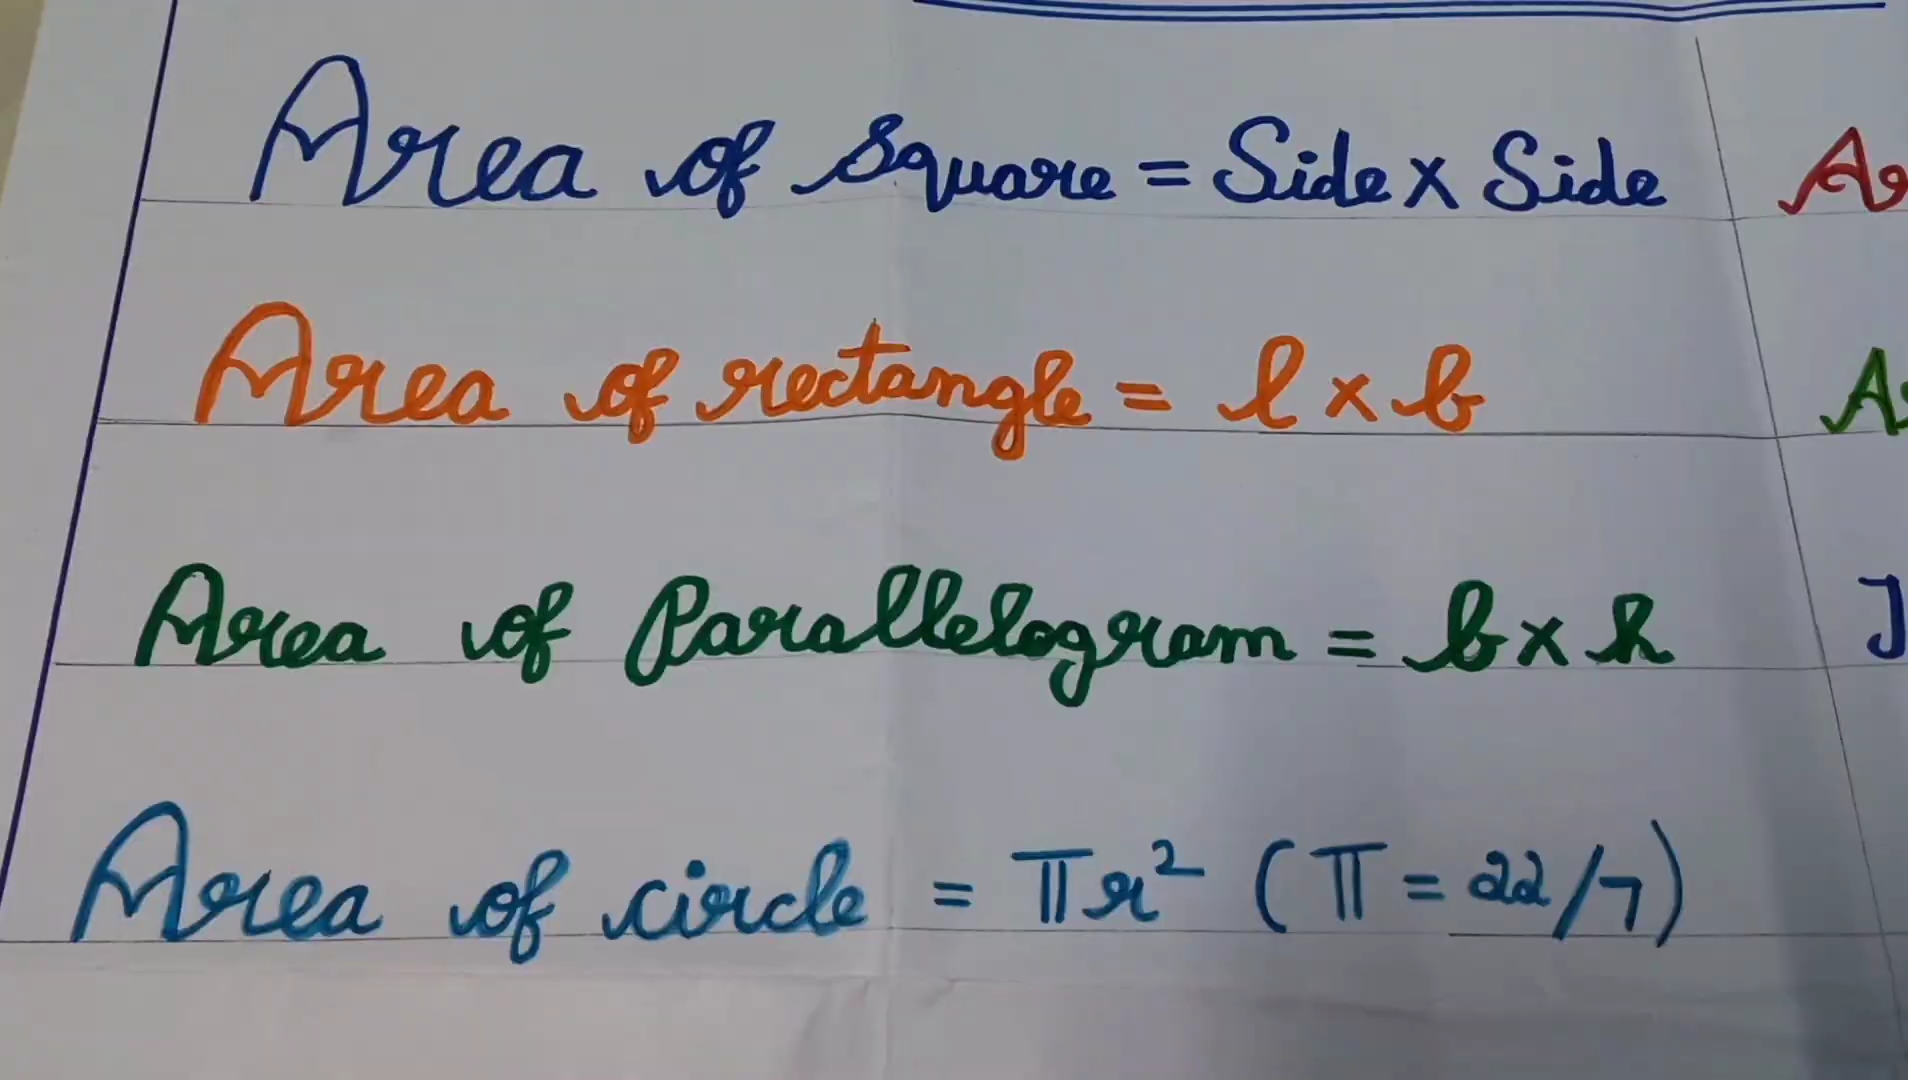 Area of Square = Side x Side
Area of rectangle = l x b
Area of Parallelogram = b x h
Area of circle = πr² (π = 22/7)